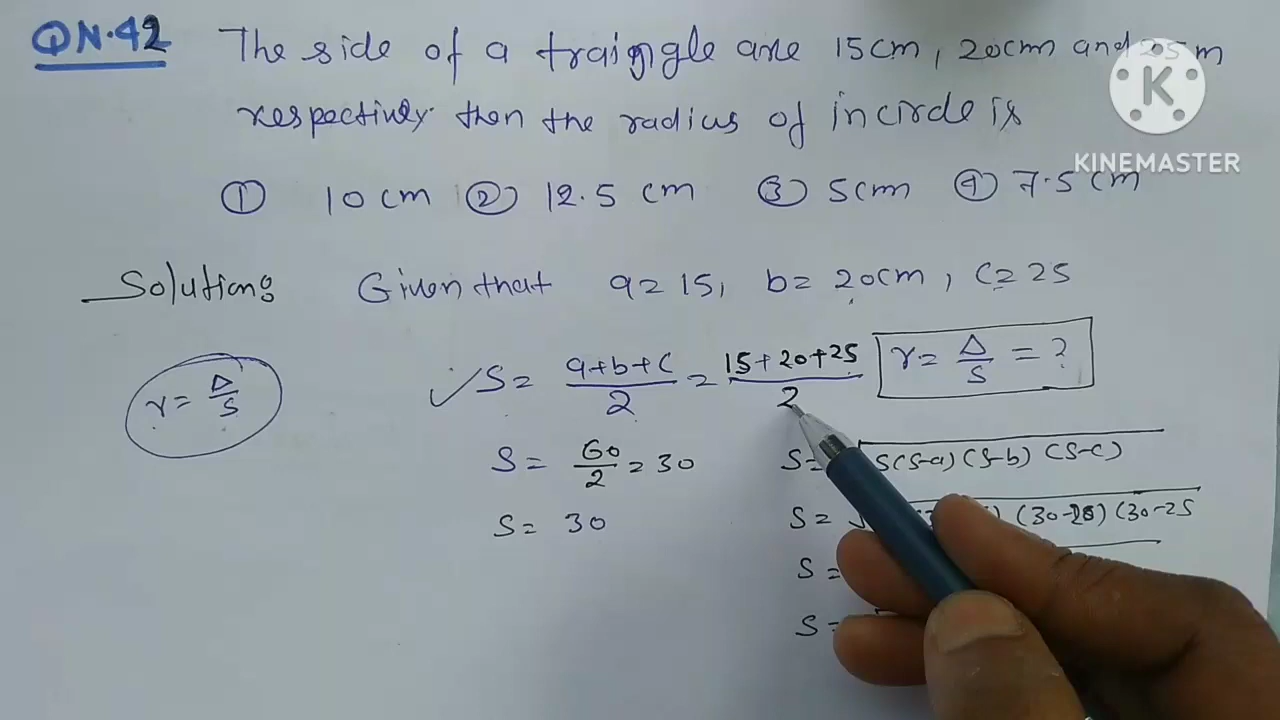 QN.42 The side of a traingle are 15cm, 20cm and 25m
respectivly then the radius of incircle is
① 10 cm ② 12.5 cm ③ 5cm ④ 7.5 cm
Solution: Given that a = 15, b = 20cm, c = 25
r = Δ/S
✓ S = a+b+c/2 = 15+20+25/2
r = Δ/S = ?
S = 60/2 = 30
S = 30
S = √S(S-a) (S-b) (S-c)
S = (30-20) (30-25
S =
S =
K
KINEMASTER